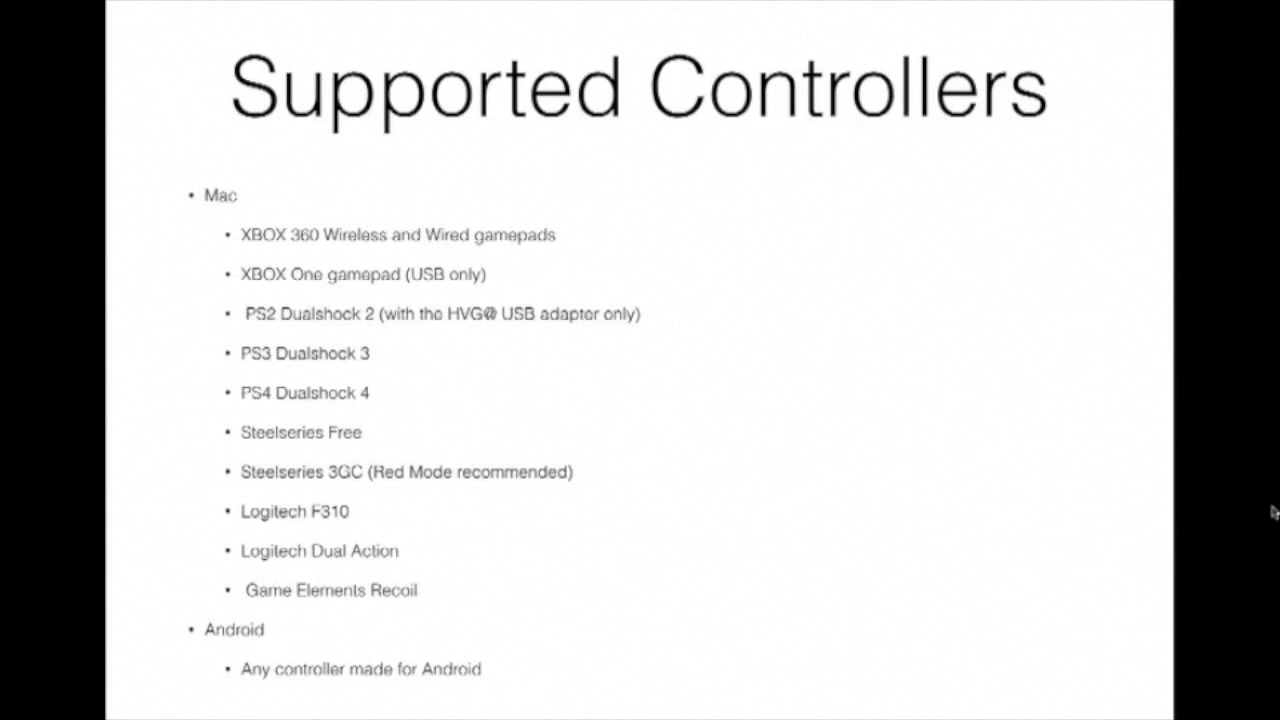 Supported Controllers
• Mac
• XBOX 360 Wireless and Wired gamepads
• XBOX One gamepad (USB only)
• PS2 Dualshock 2 (with the HVG@ USB adapter only)
• PS3 Dualshock 3
• PS4 Dualshock 4
• Steelseries Free
• Steelseries 3GC (Red Mode recommended)
• Logitech F310
• Logitech Dual Action
• Game Elements Recoil
• Android
• Any controller made for Android